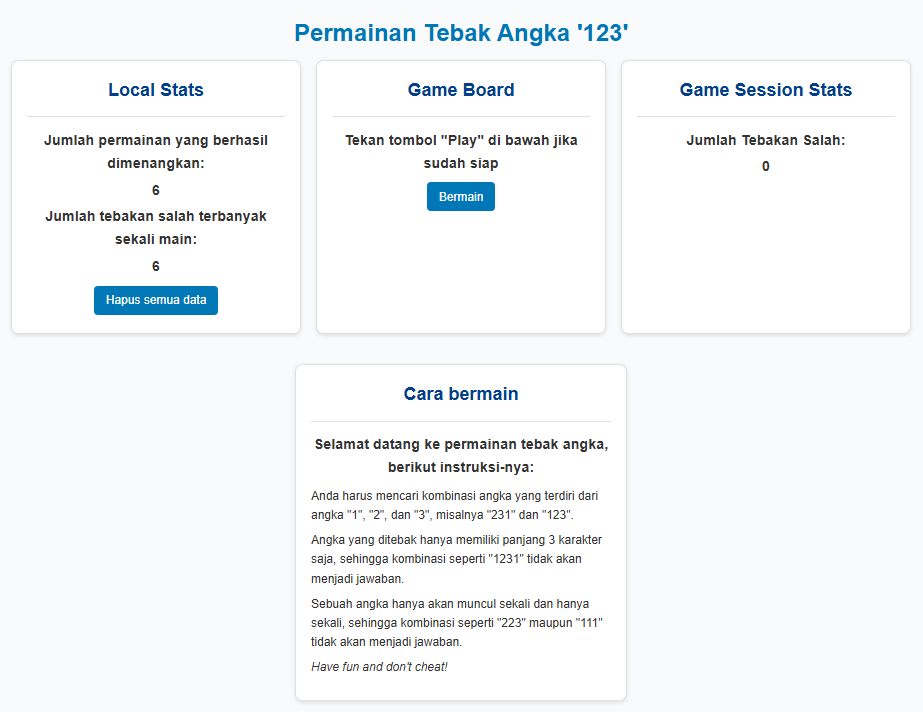 Permainan Tebak Angka '123'
Local Stats
Jumlah permainan yang berhasil
dimenangkan:
6
Jumlah tebakan salah terbanyak
sekali main:
6
Hapus semua data
Game Board
Tekan tombol "Play" di bawah jika
sudah siap
Bermain
Game Session Stats
Jumlah Tebakan Salah:
0
Cara bermain
Selamat datang ke permainan tebak angka,
berikut instruksi-nya:
Anda harus mencari kombinasi angka yang terdiri dari
angka "1", "2", dan "3", misalnya "231" dan "123".
Angka yang ditebak hanya memiliki panjang 3 karakter
saja, sehingga kombinasi seperti "1231" tidak akan
menjadi jawaban.
Sebuah angka hanya akan muncul sekali dan hanya
sekali, sehingga kombinasi seperti "223" maupun "111"
tidak akan menjadi jawaban.
Have fun and don't cheat!